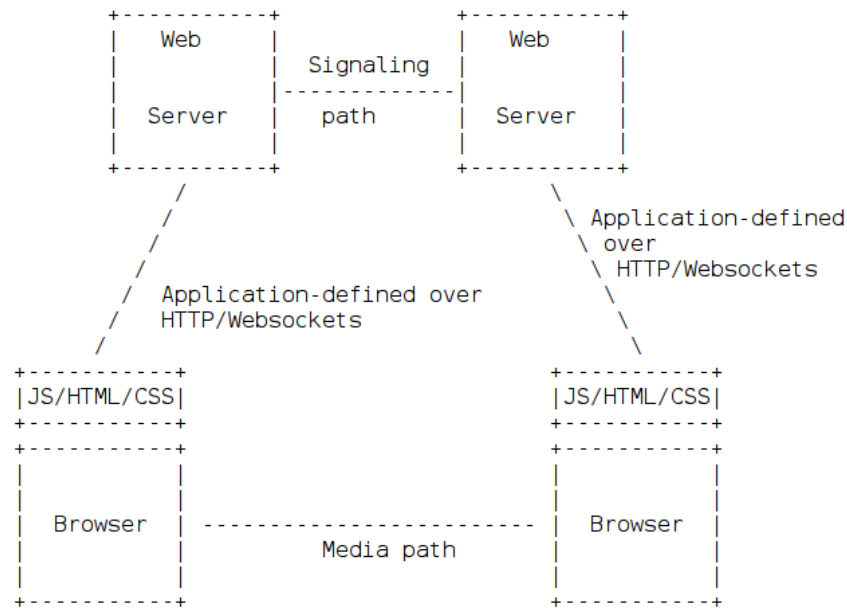 Web Web
Signaling
Server path Server
Application-defined
over
HTTP/Websockets
Application-defined over
HTTP/Websockets
JS/HTML/CSS JS/HTML/CSS
Browser Browser
Media path